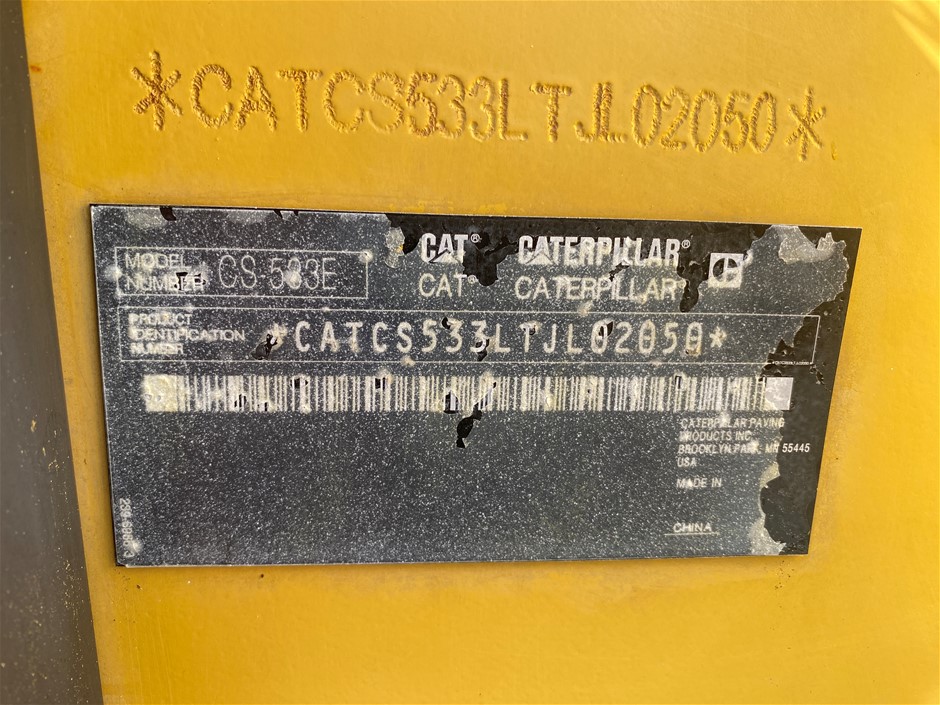 *CATCS533LTJL02050*
CAT® CATERPILLAR®
CAT® CATERPILLAR®
MODEL
NUMBER
CS-533E
PRODUCT
IDENTIFICATION
NUMBER
*CATCS533LTJL02050*
CATERPILLAR PAVING
PRODUCTS INC.
BROOKLYN PARK, MN 55445
USA
MADE IN
CHINA